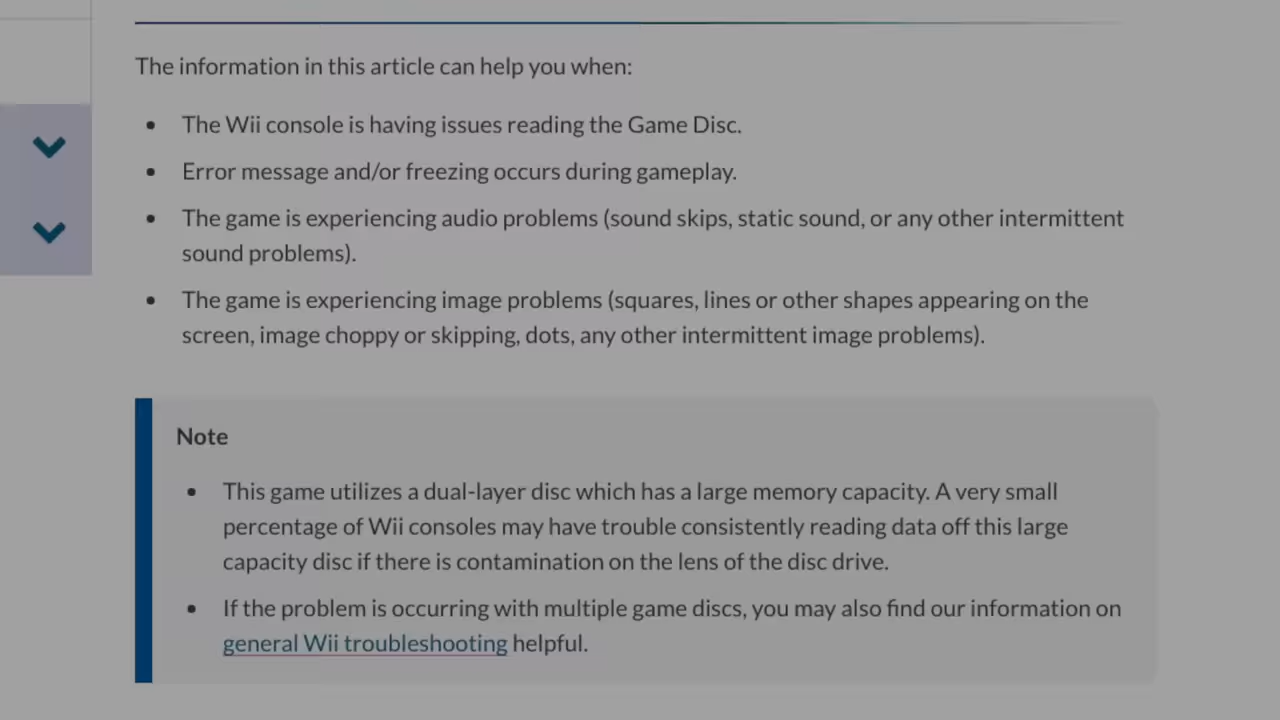 The information in this article can help you when:
• The Wii console is having issues reading the Game Disc.
• Error message and/or freezing occurs during gameplay.
• The game is experiencing audio problems (sound skips, static sound, or any other intermittent
sound problems).
• The game is experiencing image problems (squares, lines or other shapes appearing on the
screen, image choppy or skipping, dots, any other intermittent image problems).
Note
• This game utilizes a dual-layer disc which has a large memory capacity. A very small
percentage of Wii consoles may have trouble consistently reading data off this large
capacity disc if there is contamination on the lens of the disc drive.
• If the problem is occurring with multiple game discs, you may also find our information on
general Wii troubleshooting helpful.